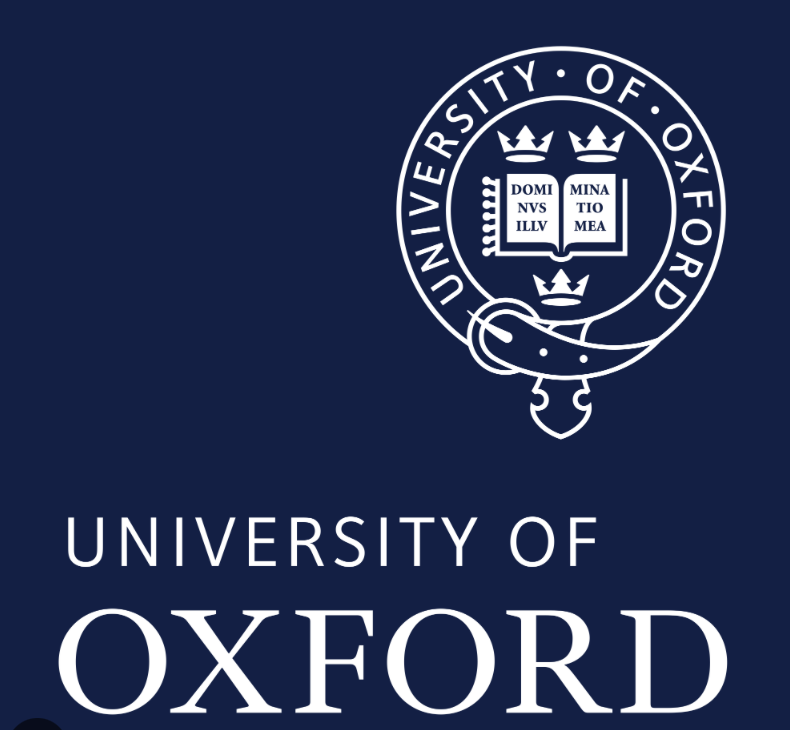 UNIVERSITY · OF · OXFORD
DOMI
NVS
ILLV
MINA
TIO
MEA
UNIVERSITY OF
OXFORD